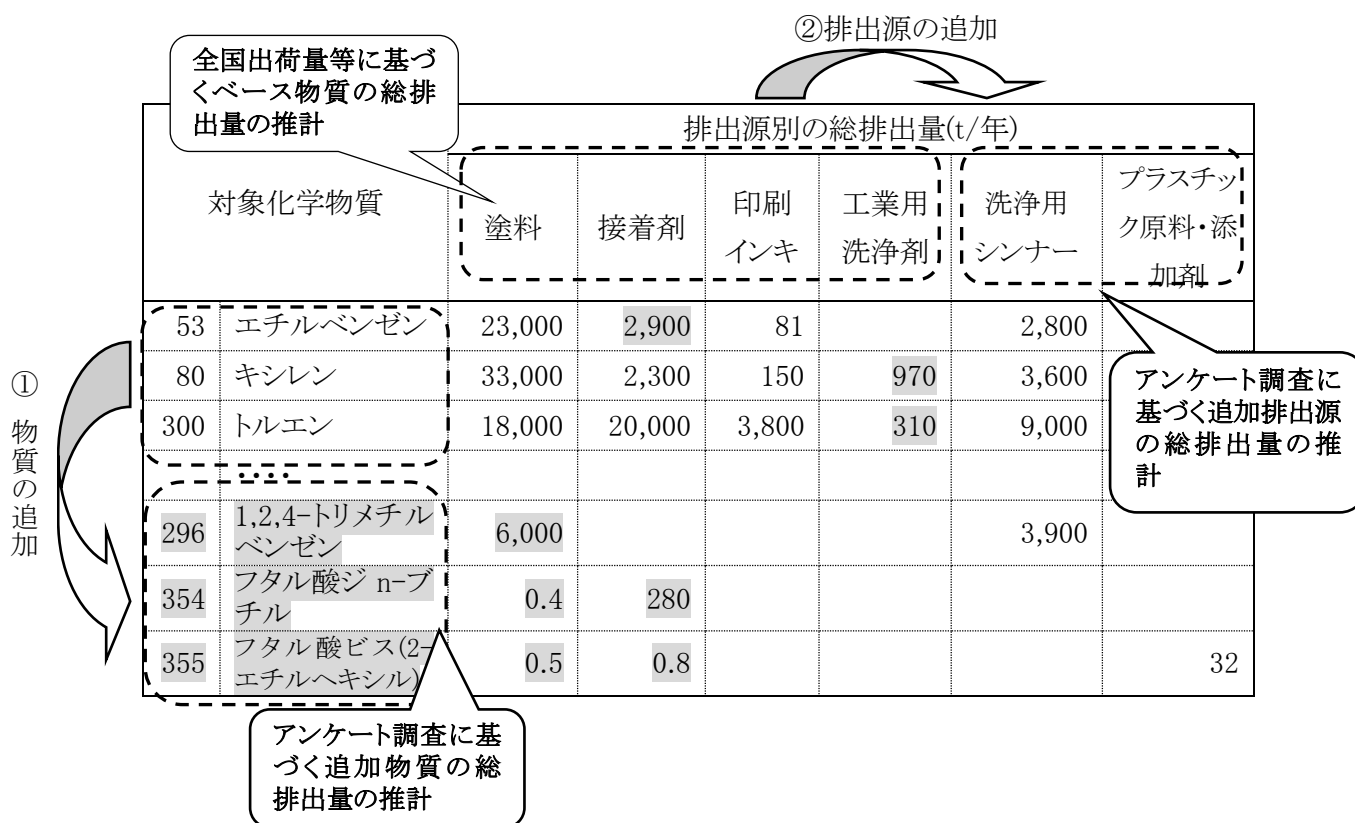 ②排出源の追加
全国出荷量等に基づ
くベース物質の総排
出量の推計
排出源別の総排出量(t/年)
対象化学物質
塗料
接着剤
印刷
インキ
工業用
洗浄剤
洗浄用
シンナー
プラスチッ
ク原料・添
加剤
53 エチルベンゼン 23,000 2,900 81 2,800
80 キシレン 33,000 2,300 150 970 3,600
300 トルエン 18,000 20,000 3,800 310 9,000
‥‥
296 1,2,4-トリメチル
ベンゼン 6,000 3,900
354 フタル酸ジ n-ブ
チル 0.4 280
355 フタル酸ビス(2-
エチルヘキシル) 0.5 0.8 32
①
物質の追加
アンケート調査に
基づく追加排出源
の総排出量の推
計
アンケート調査に基
づく追加物質の総
排出量の推計